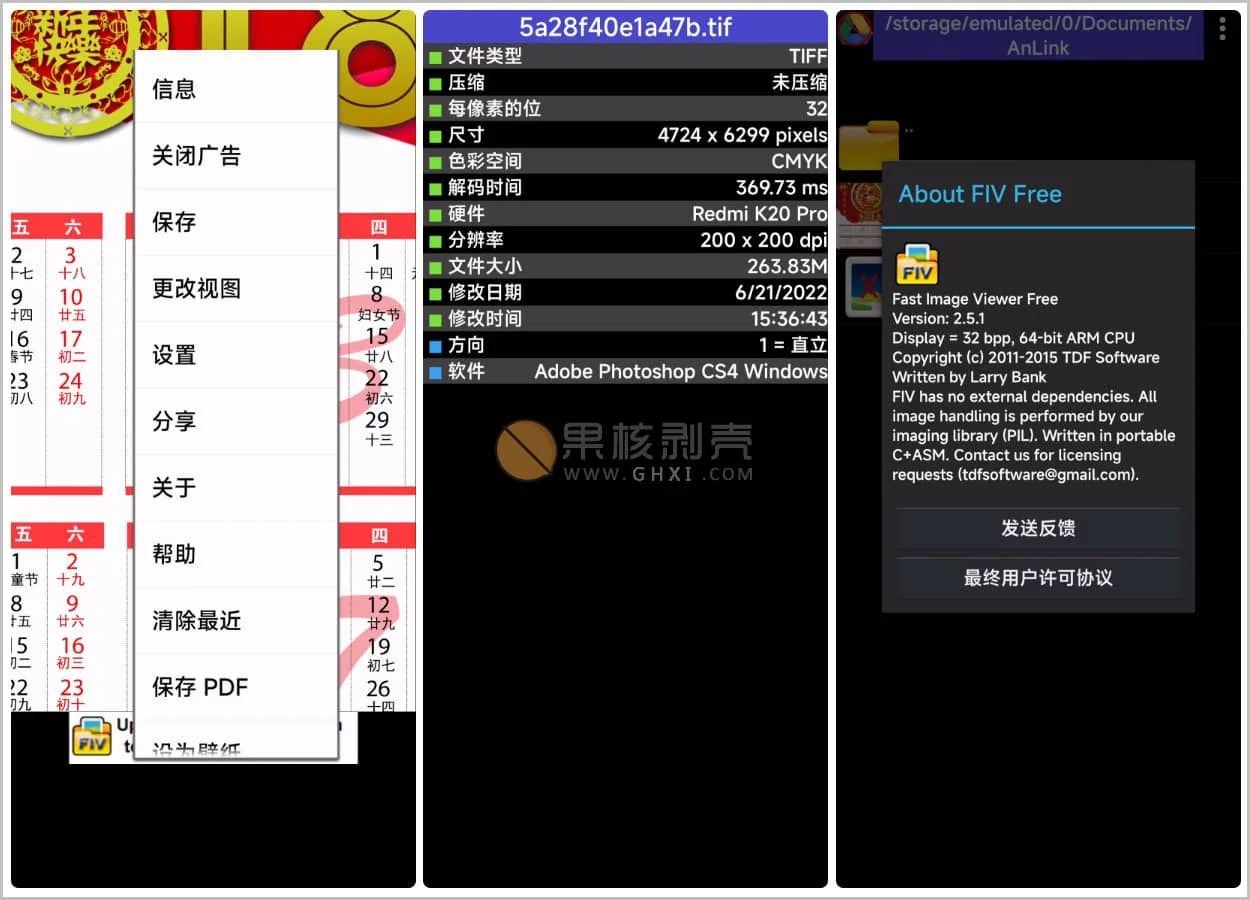 新年
快樂
18
五 六
2 3
十七 十八
9 10
廿四 廿五
16 17
春节 初二
23 24
初八 初九
五 六
1 2
童节 十九
8 9
廿五 廿六
15 16
初二 初三
22 23
初九 初十
信息
关闭广告
保存
更改视图
设置
分享
关于
帮助
清除最近
保存 PDF
设为壁纸
四
1
十四
8
妇女节
15
廿八
22
初六
29
十三
四
5
廿二
12
廿九
19
初七
26
十四
FIV
5a28f40e1a47b.tif
文件类型 TIFF
压缩 未压缩
每像素的位 32
尺寸 4724 x 6299 pixels
色彩空间 CMYK
解码时间 369.73 ms
硬件 Redmi K20 Pro
分辨率 200 x 200 dpi
文件大小 263.83M
修改日期 6/21/2022
修改时间 15:36:43
方向 1 = 直立
软件 Adobe Photoshop CS4 Windows
果核剥壳
WWW.GHXI.COM
/storage/emulated/0/Documents/
AnLink
..
About FIV Free
FIV
Fast Image Viewer Free
Version: 2.5.1
Display = 32 bpp, 64-bit ARM CPU
Copyright (c) 2011-2015 TDF Software
Written by Larry Bank
FIV has no external dependencies. All
image handling is performed by our
imaging library (PIL). Written in portable
C+ASM. Contact us for licensing
requests (tdfsoftware@gmail.com).
发送反馈
最终用户许可协议